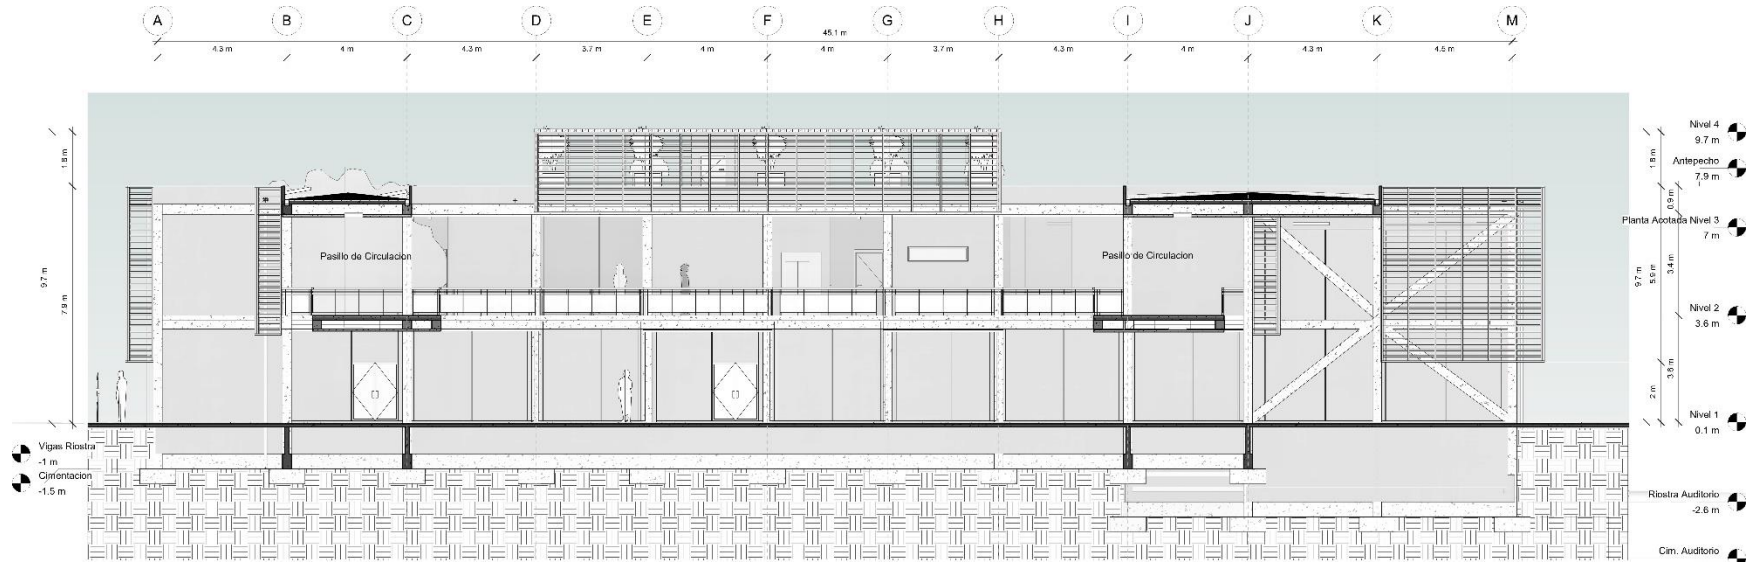 A B C D E F G H I J K M
45.1 m
4.3 m 4 m 4.3 m 3.7 m 4 m 4 m 3.7 m 4.3 m 4 m 4.3 m 4.5 m
Nivel 4
9.7 m
1.8 m
1.8 m
Antepecho
7.9 m
0.9 m
Planta Acotada Nivel 3
7 m
Pasillo de Circulacion
Pasillo de Circulacion
9.7 m
7.9 m
9.7 m
5.9 m
3.4 m
Nivel 2
3.6 m
3.6 m
2 m
Nivel 1
0.1 m
Vigas Riostra
-1 m
Cimentacion
-1.5 m
Riostra Auditorio
-2.6 m
Cim. Auditorio